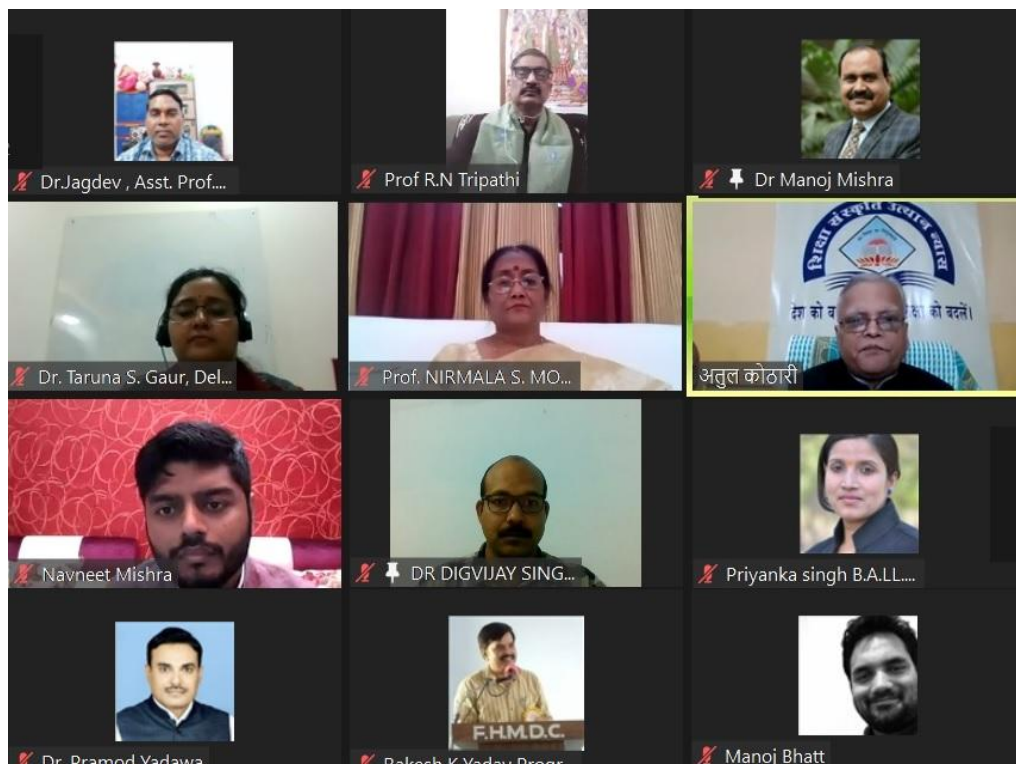 Dr.Jagdev , Asst. Prof....
Prof R.N Tripathi
Dr Manoj Mishra
Dr. Taruna S. Gaur, Del...
Prof. NIRMALA S. MO...
शिक्षा संस्कृति उत्थान न्यास
देश को को बदलें।
अतुल कोठारी
Navneet Mishra
DR DIGVIJAY SING...
Priyanka singh B.A.LL....
Dr. Pramod Yadawa
F.H.M.D.C.
Rakesh K Yadav Progr...
Manoj Bhatt